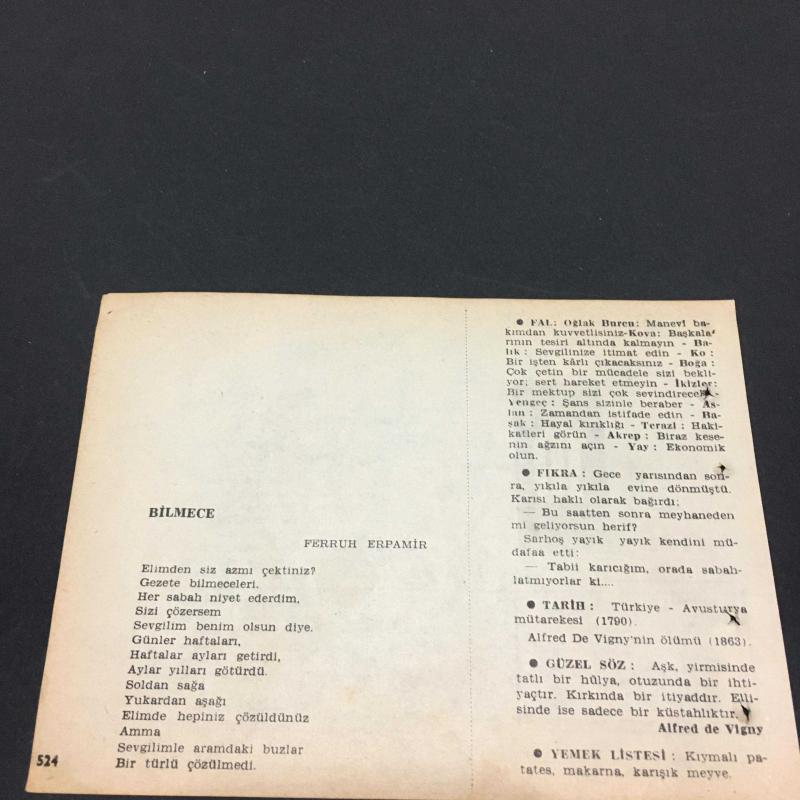 BİLMECE
FERRUH ERPAMİR
Elimden siz azmı çektiniz?
Gezete bilmeceleri.
Her sabah niyet ederdim,
Sizi çözersem
Sevgilim benim olsun diye.
Günler haftaları,
Haftalar ayları getirdi,
Aylar yılları götürdü.
Soldan sağa
Yukardan aşağı
Elimde hepiniz çözüldünüz
Amma
Sevgilimle aramdaki buzlar
Bir türlü çözülmedi.
524
● FAL: Oğlak Burcu: Manevî ba-
kımdan kuvvetlisiniz-Kova: Başkala
rının tesiri altında kalmayın - Ba-
lık : Sevgilinize itimat edin - Ko :
Bir işten kârlı çıkacaksınız - Boğa :
Çok çetin bir mücadele sizi bekli-
yor; sert hareket etmeyin - İkizler:
Bir mektup sizi çok sevindirecek -
Yengeç : Şans sizinle beraber - As-
lan : Zamandan istifade edin - Ba-
şak : Hayal kırıklığı - Terazi : Haki-
katleri görün - Akrep : Biraz kese-
nin ağzını açın - Yay : Ekonomik
olun.
● FIKRA : Gece yarısından son-
ra, yıkıla yıkıla evine dönmüştü.
Karısı haklı olarak bağırdı;
— Bu saatten sonra meyhaneden
mi geliyorsun herif?
Sarhoş yayık yayık kendini mü-
dafaa etti:
— Tabii karıcığım, orada sabah-
latmıyorlar ki....
● TARİH : Türkiye - Avusturya
mütarekesi (1790).
Alfred De Vigny'nin ölümü (1863).
● GÜZEL SÖZ : Aşk, yirmisinde
tatlı bir hülya, otuzunda bir ihti-
yaçtır. Kırkında bir itiyaddır. Elli-
sinde ise sadece bir küstahlıktır.
Alfred de Vigny
● YEMEK LİSTESİ : Kıymalı pa-
tates, makarna, karışık meyve.